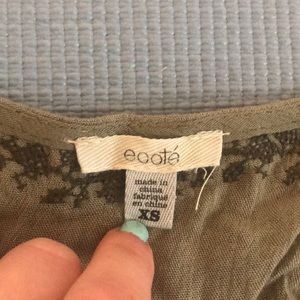 ecoté
made in
china
fabriqué
en chine
XS